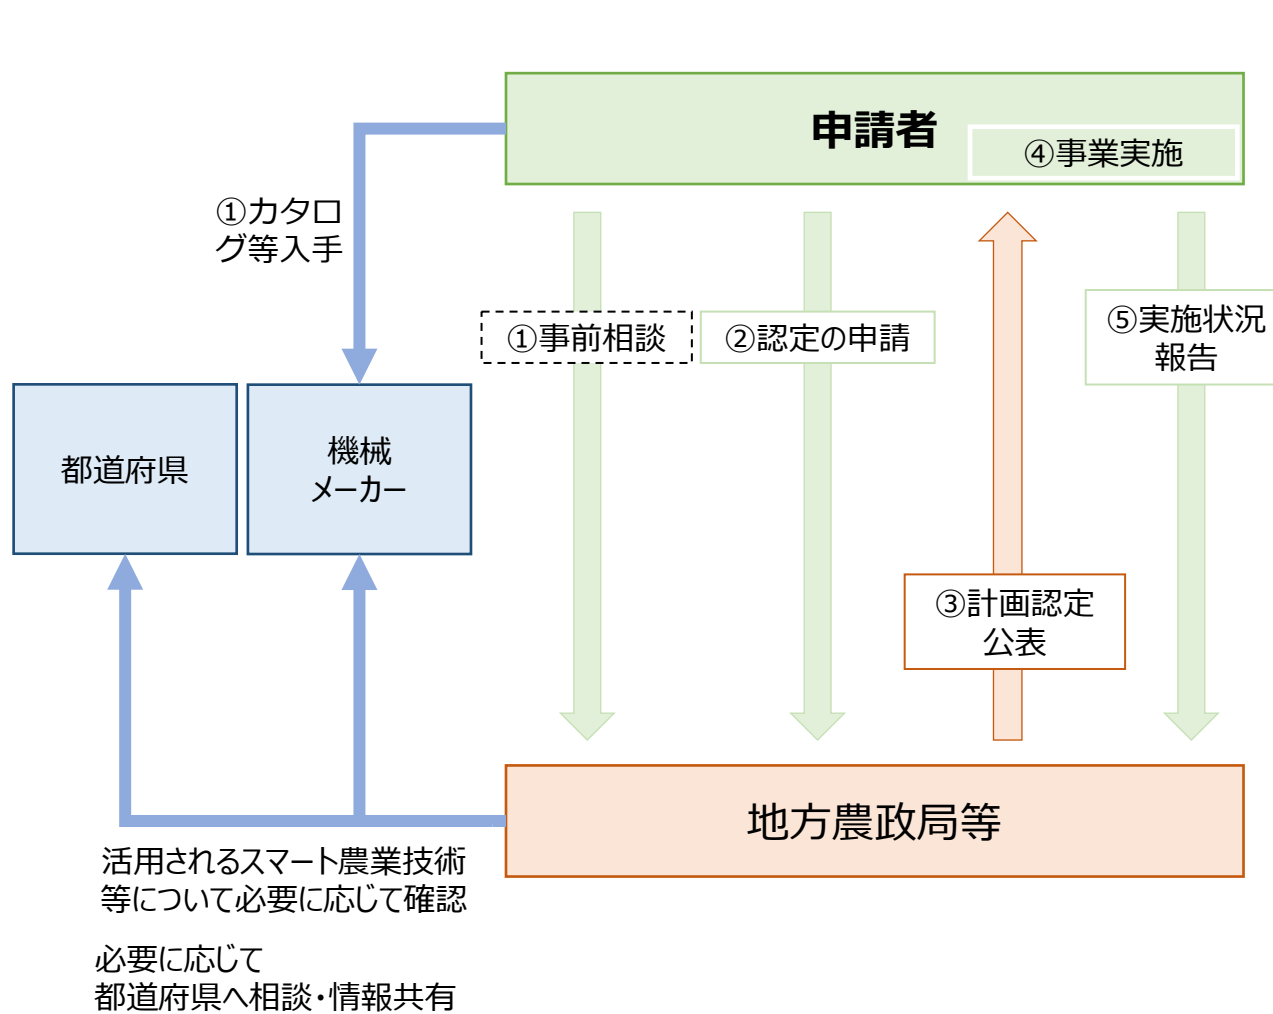 申請者
④事業実施
①カタロ
グ等入手
①事前相談
②認定の申請
⑤実施状況
報告
都道府県
機械
メーカー
③計画認定
公表
地方農政局等
活用されるスマート農業技術
等について必要に応じて確認
必要に応じて
都道府県へ相談・情報共有